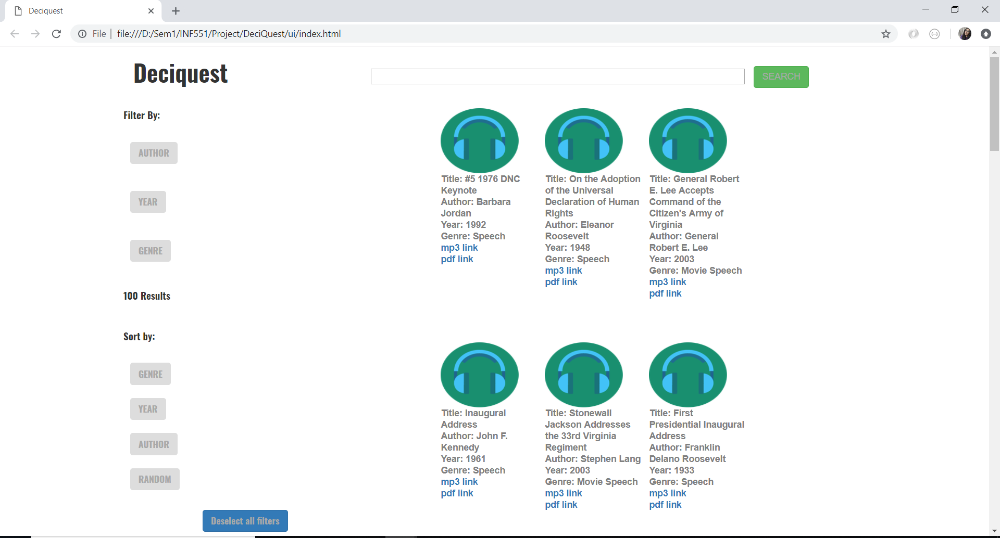 Deciquest
File
file:///D:/Sem1/INF551/Project/DeciQuest/ui/index.html
Deciquest
SEARCH
Filter By:
AUTHOR
YEAR
GENRE
100 Results
Sort by:
GENRE
YEAR
AUTHOR
RANDOM
Deselect all filters
Title: #5 1976 DNC
Keynote
Author: Barbara
Jordan
Year: 1992
Genre: Speech
mp3 link
pdf link
Title: On the Adoption
of the Universal
Declaration of Human
Rights
Author: Eleanor
Roosevelt
Year: 1948
Genre: Speech
mp3 link
pdf link
Title: General Robert
E. Lee Accepts
Command of the
Citizen's Army of
Virginia
Author: General
Robert E. Lee
Year: 2003
Genre: Movie Speech
mp3 link
pdf link
Title: Inaugural
Address
Author: John F.
Kennedy
Year: 1961
Genre: Speech
mp3 link
pdf link
Title: Stonewall
Jackson Addresses
the 33rd Virginia
Regiment
Author: Stephen Lang
Year: 2003
Genre: Movie Speech
mp3 link
pdf link
Title: First
Presidential Inaugural
Address
Author: Franklin
Delano Roosevelt
Year: 1933
Genre: Speech
mp3 link
pdf link